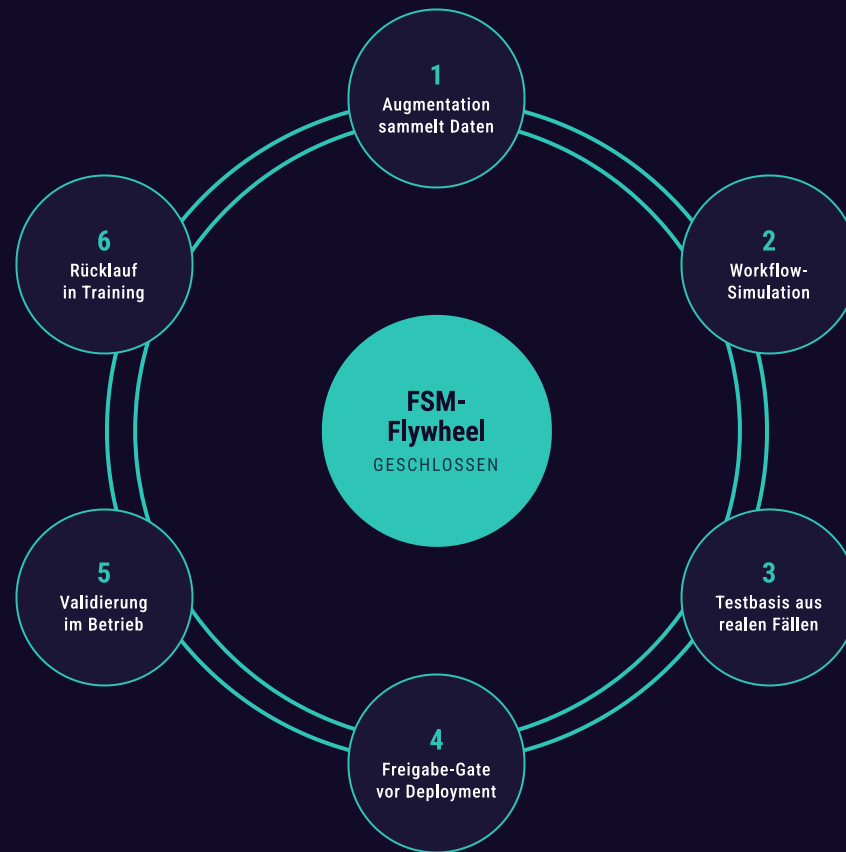 1
Augmentation
sammelt Daten
2
Workflow-
Simulation
3
Testbasis aus
realen Fällen
4
Freigabe-Gate
vor Deployment
5
Validierung
im Betrieb
6
Rücklauf
in Training
FSM-
Flywheel
GESCHLOSSEN